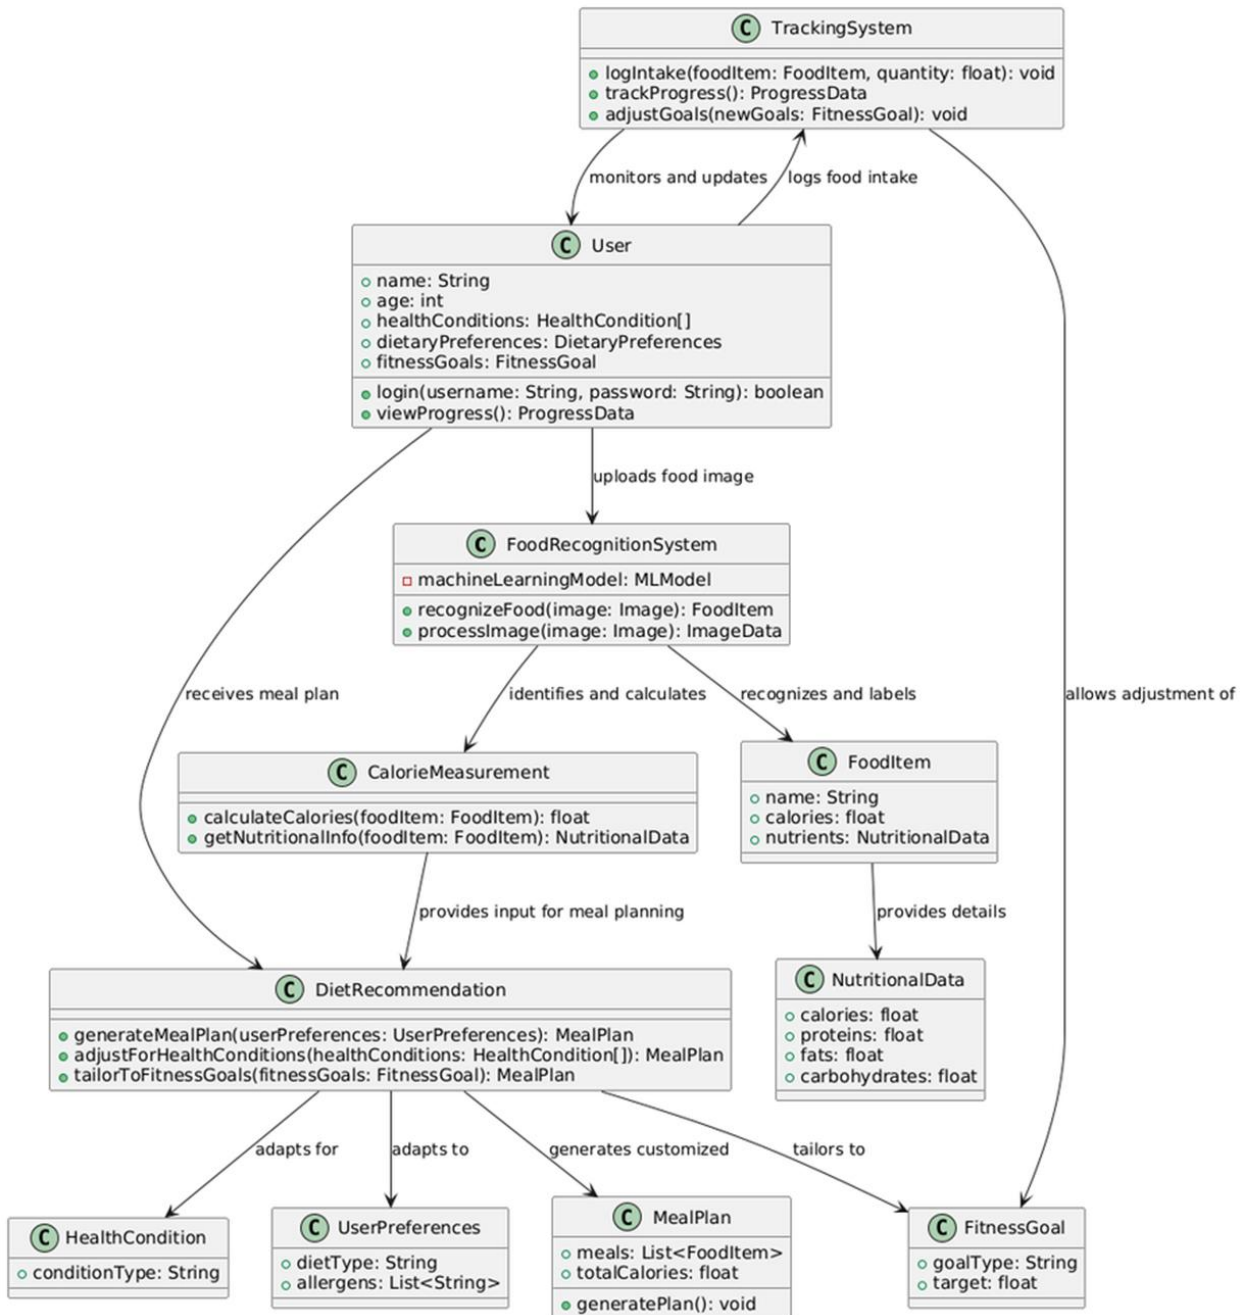 C TrackingSystem
logIntake(foodItem: FoodItem, quantity: float): void
trackProgress(): ProgressData
adjustGoals(newGoals: FitnessGoal): void
monitors and updates
logs food intake
C User
name: String
age: int
healthConditions: HealthCondition[]
dietaryPreferences: DietaryPreferences
fitnessGoals: FitnessGoal
login(username: String, password: String): boolean
viewProgress(): ProgressData
uploads food image
C FoodRecognitionSystem
machineLearningModel: MLModel
recognizeFood(image: Image): FoodItem
processImage(image: Image): ImageData
receives meal plan
identifies and calculates
recognizes and labels
allows adjustment of
C CalorieMeasurement
calculateCalories(foodItem: FoodItem): float
getNutritionalInfo(foodItem: FoodItem): NutritionalData
C FoodItem
name: String
calories: float
nutrients: NutritionalData
provides input for meal planning
provides details
C DietRecommendation
generateMealPlan(userPreferences: UserPreferences): MealPlan
adjustForHealthConditions(healthConditions: HealthCondition[]): MealPlan
tailorToFitnessGoals(fitnessGoals: FitnessGoal): MealPlan
C NutritionalData
calories: float
proteins: float
fats: float
carbohydrates: float
adapts for
adapts to
generates customized
tailors to
C HealthCondition
conditionType: String
C UserPreferences
dietType: String
allergens: List<String>
C MealPlan
meals: List<FoodItem>
totalCalories: float
generatePlan(): void
C FitnessGoal
goalType: String
target: float